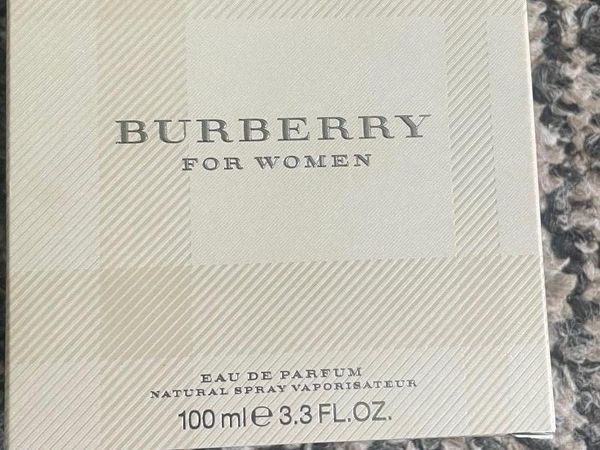 BURBERRY
FOR WOMEN
EAU DE PARFUM
NATURAL SPRAY VAPORISATEUR
100 ml ℮ 3.3 FL.OZ.